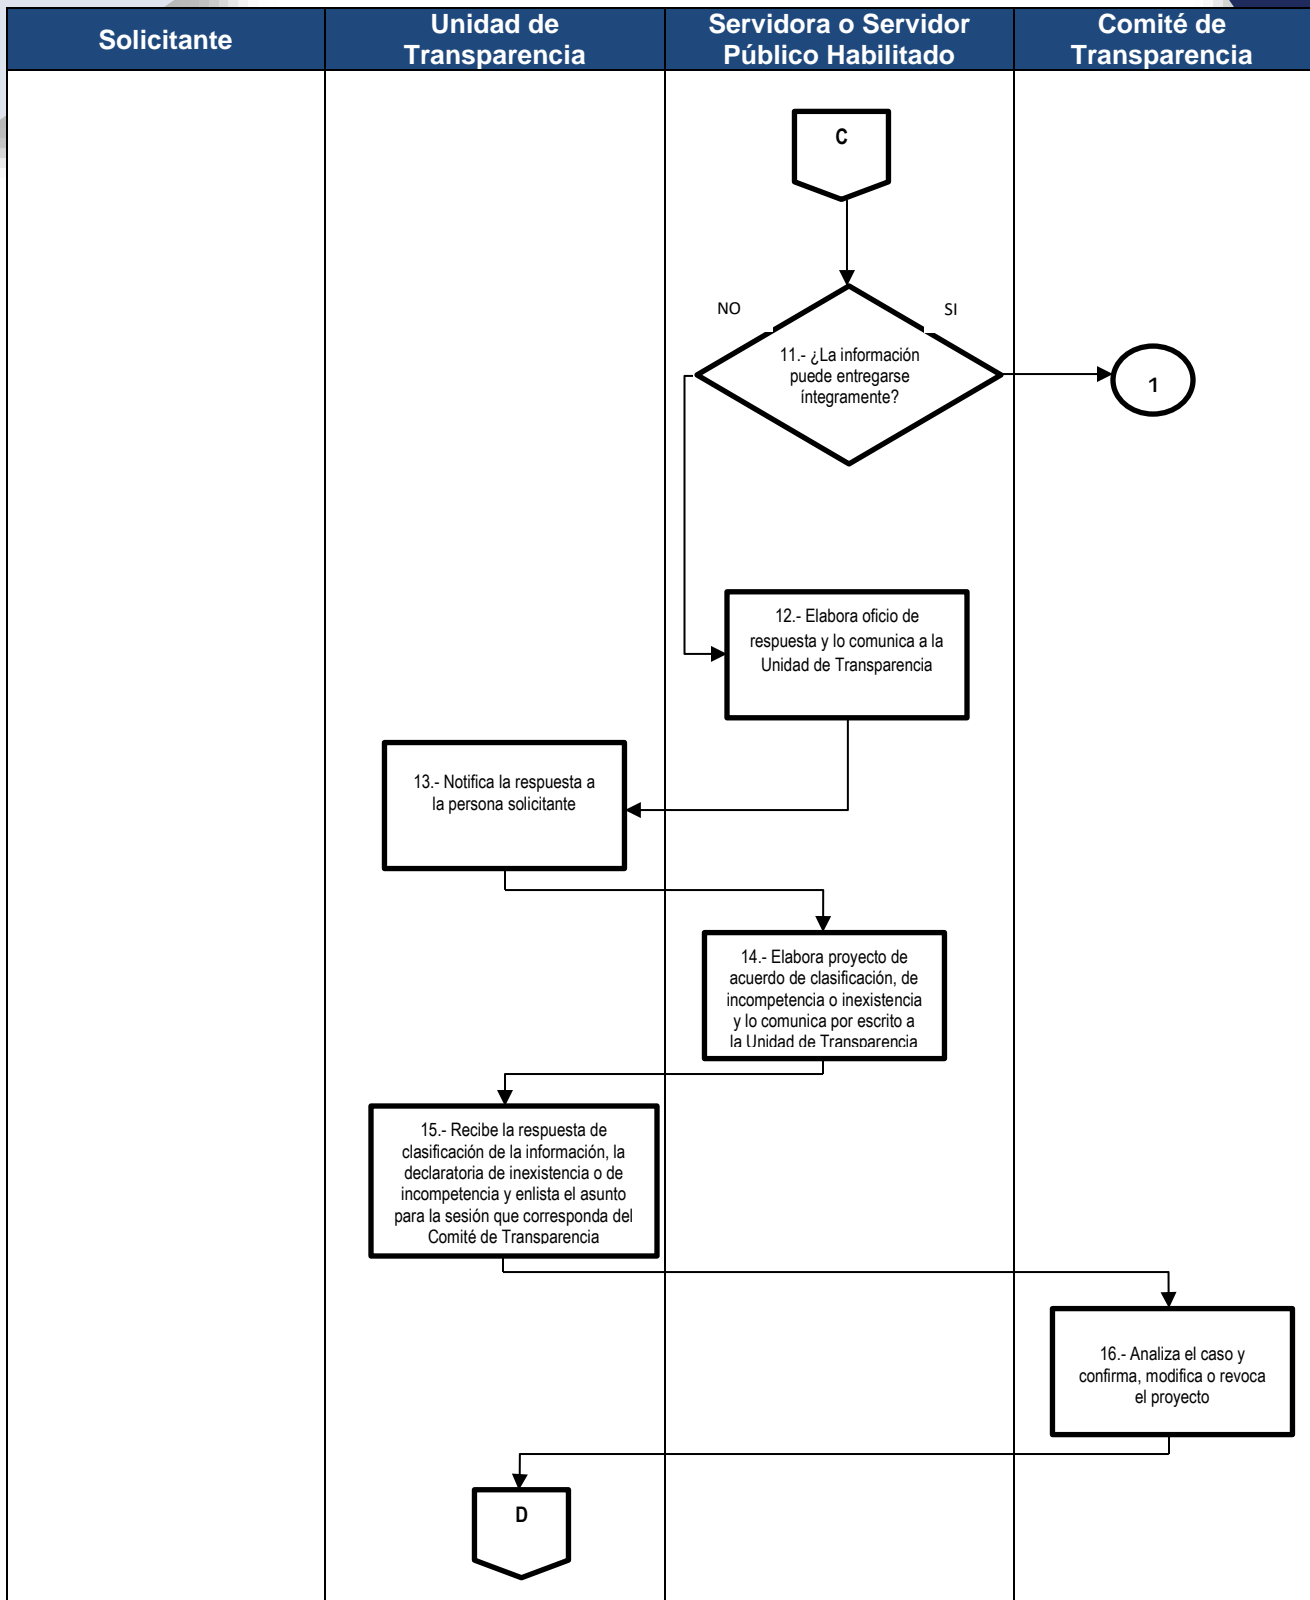 Solicitante
Unidad de
Transparencia
Servidora o Servidor
Público Habilitado
Comité de
Transparencia
C
NO
SI
11.- ¿La información
puede entregarse
íntegramente?
1
12.- Elabora oficio de
respuesta y lo comunica a la
Unidad de Transparencia
13.- Notifica la respuesta a
la persona solicitante
14.- Elabora proyecto de
acuerdo de clasificación, de
incompetencia o inexistencia
y lo comunica por escrito a
la Unidad de Transparencia
15.- Recibe la respuesta de
clasificación de la información, la
declaratoria de inexistencia o de
incompetencia y enlista el asunto
para la sesión que corresponda del
Comité de Transparencia
16.- Analiza el caso y
confirma, modifica o revoca
el proyecto
D